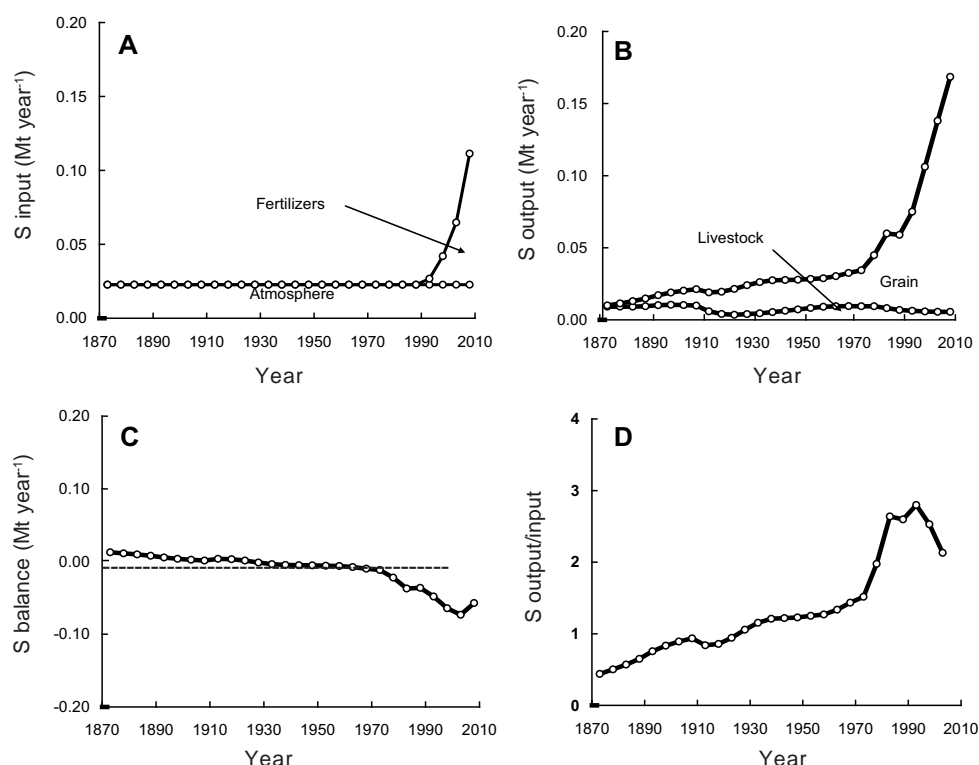 A
S input (Mt year⁻¹)
0.20
0.15
0.10
0.05
0.00
Fertilizers
Atmosphere
1870 1890 1910 1930 1950 1970 1990 2010
Year
B
S output (Mt year⁻¹)
0.20
0.15
0.10
0.05
0.00
Livestock
Grain
1870 1890 1910 1930 1950 1970 1990 2010
Year
C
S balance (Mt year⁻¹)
0.20
0.10
0.00
-0.10
-0.20
1870 1890 1910 1930 1950 1970 1990 2010
Year
D
S output/input
4
3
2
1
0
1870 1890 1910 1930 1950 1970 1990 2010
Year